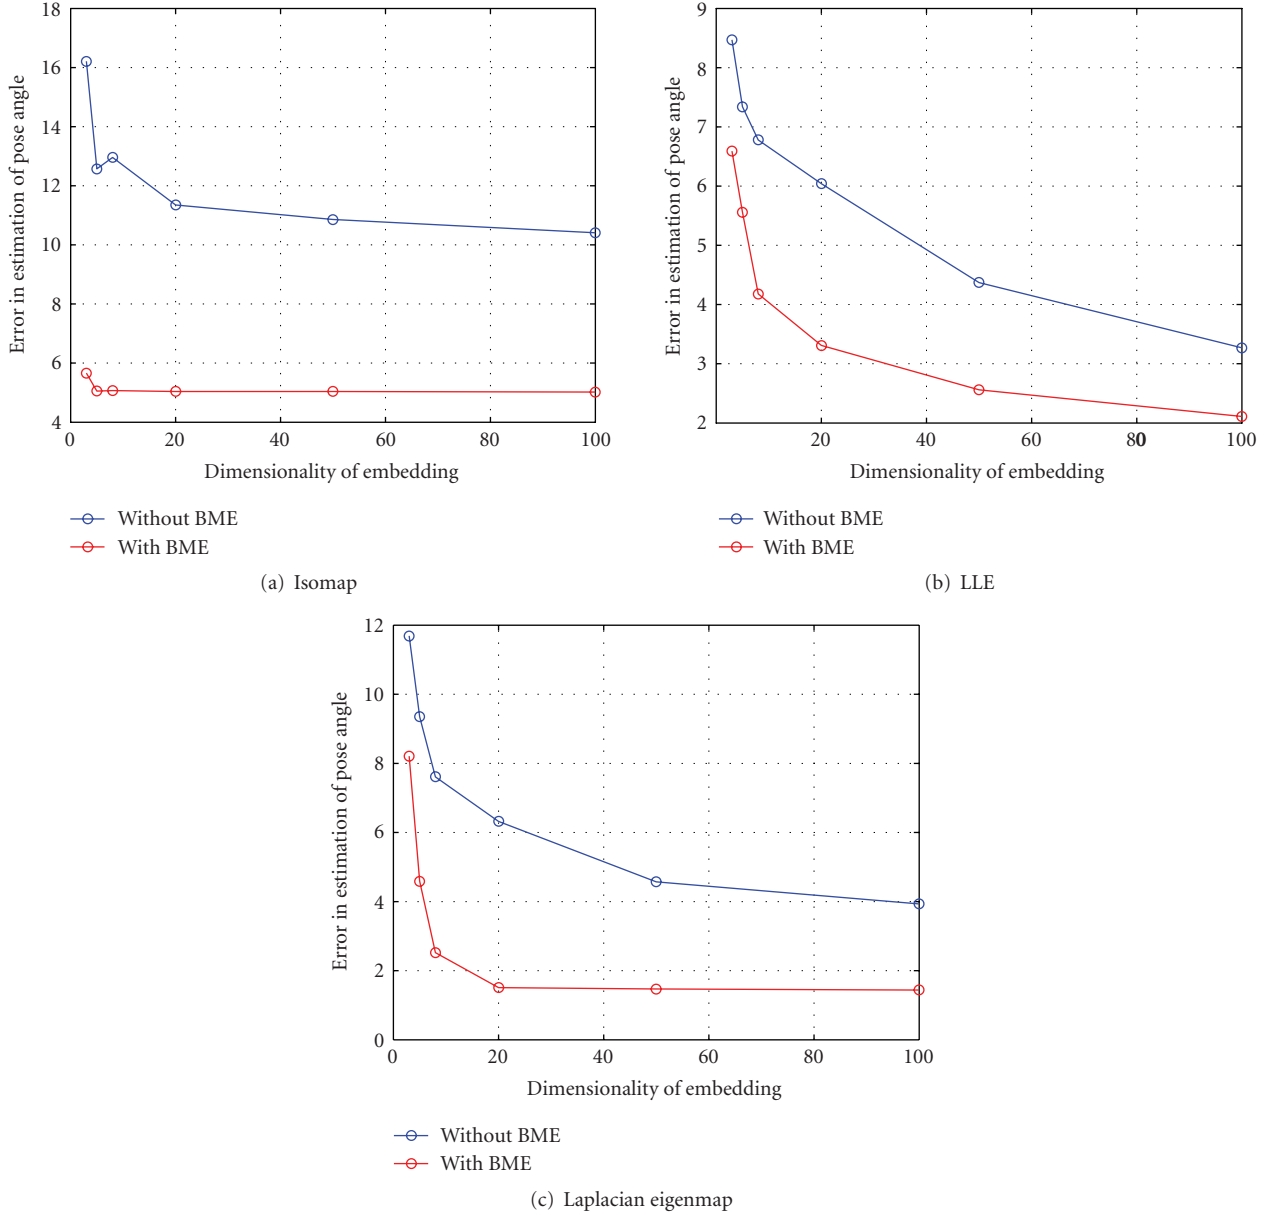 18
16
14
12
10
8
6
4
0
20
40
60
80
100
Error in estimation of pose angle
Dimensionality of embedding
Without BME
With BME
(a) Isomap
9
8
7
6
5
4
3
2
20
40
60
80
0
100
Error in estimation of pose angle
Dimensionality of embedding
Without BME
With BME
(b) LLE
12
10
8
6
4
2
0
0
20
40
60
80
100
Error in estimation of pose angle
Dimensionality of embedding
Without BME
With BME
(c) Laplacian eigenmap